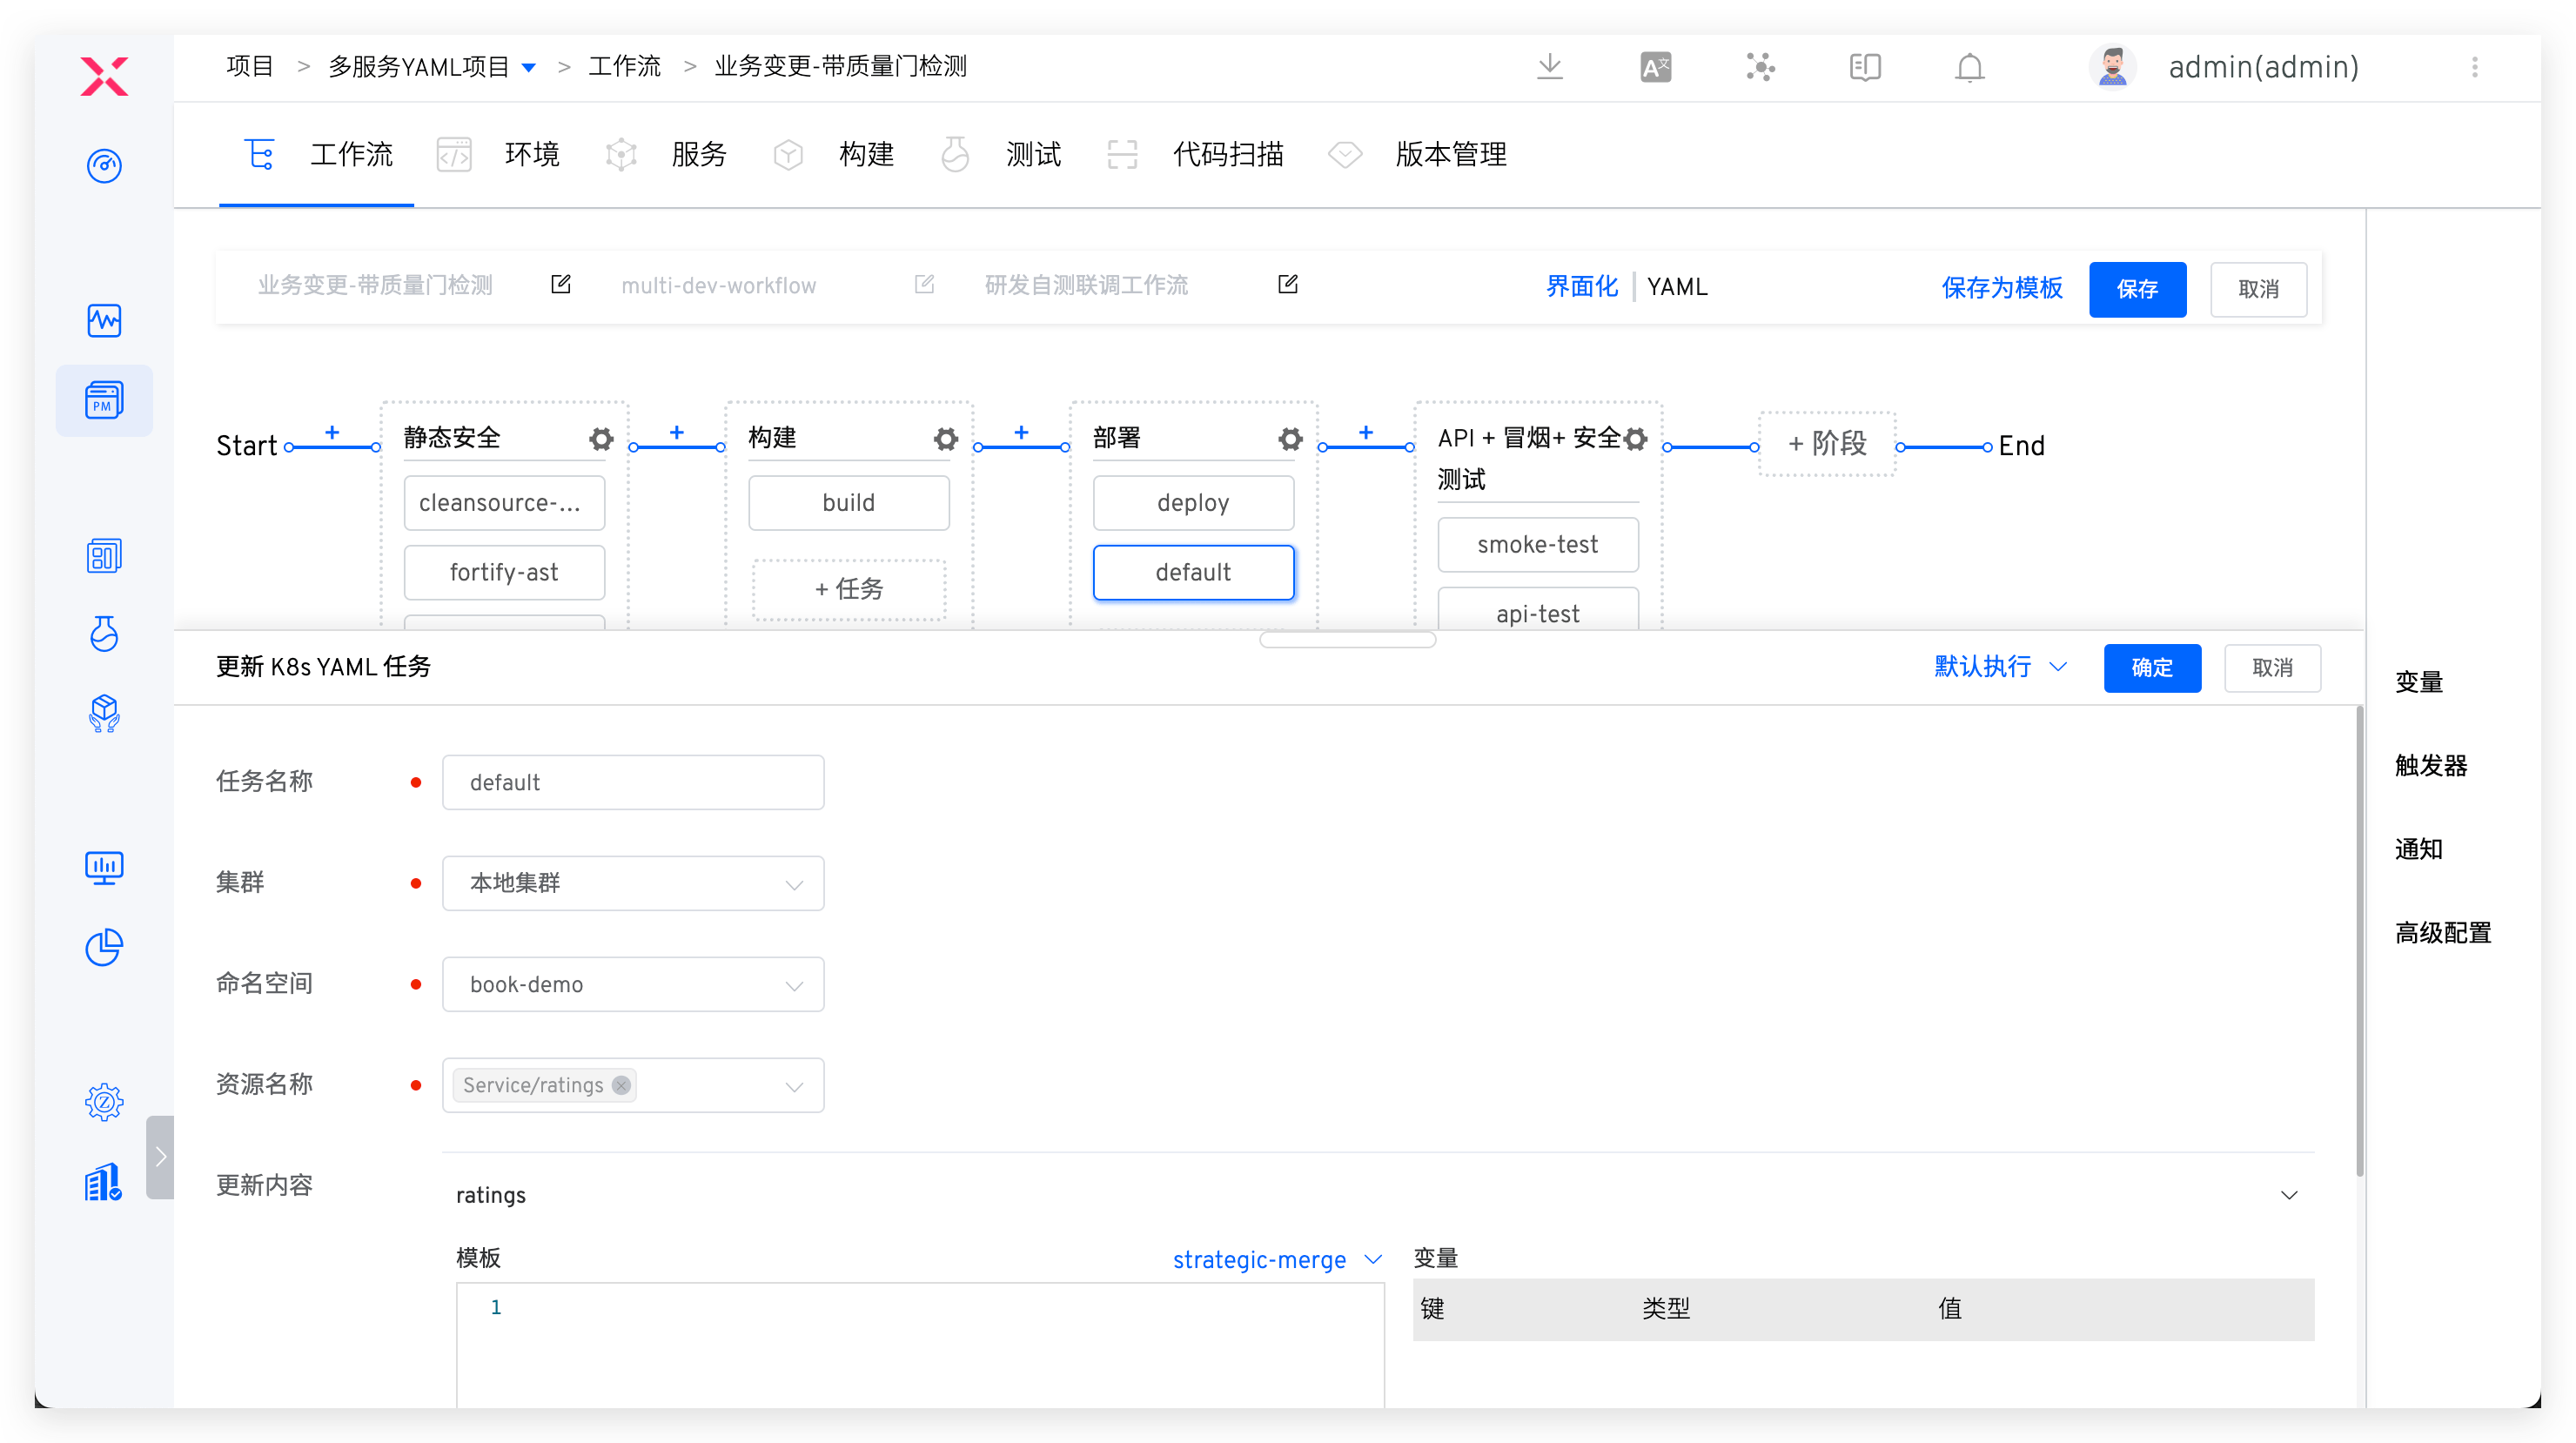 项目 > 多服务YAML项目 > 工作流 > 业务变更-带质量门检测
admin(admin)
工作流 环境 服务 构建 测试 代码扫描 版本管理
业务变更-带质量门检测 multi-dev-workflow 研发自测联调工作流 界面化 YAML 保存为模板 保存 取消
Start
静态安全
cleansource-...
fortify-ast
构建
build
+ 任务
部署
deploy
default
API + 冒烟+ 安全
测试
smoke-test
api-test
+ 阶段
End
PM
更新 K8s YAML 任务 默认执行 确定 取消
任务名称 default
集群 本地集群
命名空间 book-demo
资源名称 Service/ratings
更新内容 ratings
模板 strategic-merge
1
变量
键 类型 值
变量
触发器
通知
高级配置